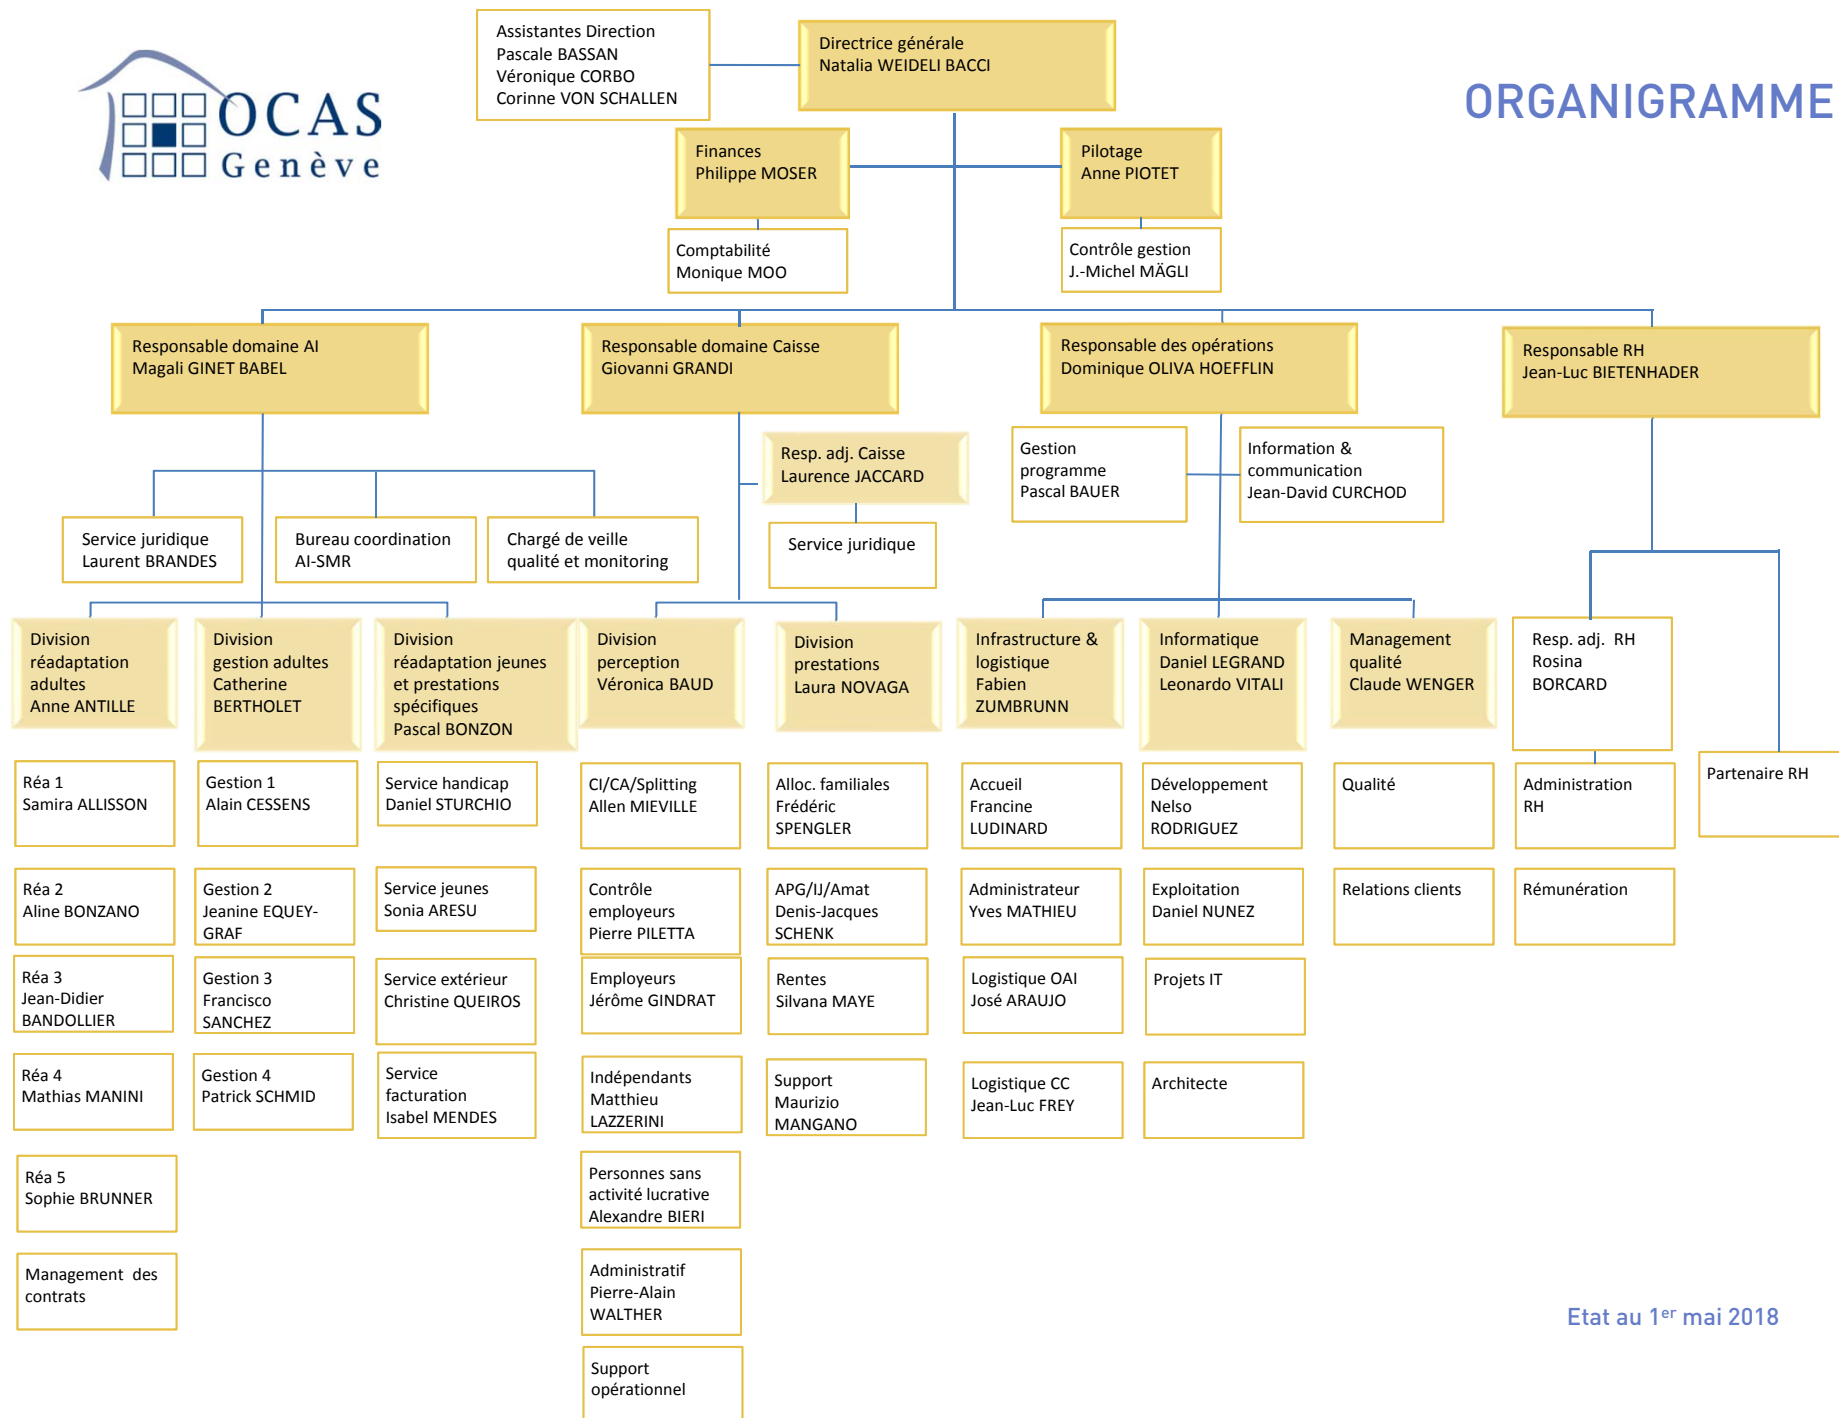 OCAS
Genève
Assistantes Direction
Pascale BASSAN
Véronique CORBO
Corinne VON SCHALLEN
Directrice générale
Natalia WEIDELI BACCI
ORGANIGRAMME
Finances
Philippe MOSER
Pilotage
Anne PIOTET
Comptabilité
Monique MOO
Contrôle gestion
J.-Michel MÄGLI
Responsable domaine AI
Magali GINET BABEL
Responsable domaine Caisse
Giovanni GRANDI
Responsable des opérations
Dominique OLIVA HOEFFLIN
Responsable RH
Jean-Luc BIETENHADER
Resp. adj. Caisse
Laurence JACCARD
Gestion
programme
Pascal BAUER
Information &
communication
Jean-David CURCHOD
Service juridique
Laurent BRANDES
Bureau coordination
AI-SMR
Chargé de veille
qualité et monitoring
Service juridique
Division
réadaptation
adultes
Anne ANTILLE
Division
gestion adultes
Catherine
BERTHOLET
Division
réadaptation jeunes
et prestations
spécifiques
Pascal BONZON
Division
perception
Véronica BAUD
Division
prestations
Laura NOVAGA
Infrastructure &
logistique
Fabien
ZUMBRUNN
Informatique
Daniel LEGRAND
Leonardo VITALI
Management
qualité
Claude WENGER
Resp. adj. RH
Rosina
BORCARD
Réa 1
Samira ALLISSON
Gestion 1
Alain CESSENS
Service handicap
Daniel STURCHIO
CI/CA/Splitting
Allen MIEVILLE
Alloc. familiales
Frédéric
SPENGLER
Accueil
Francine
LUDINARD
Développement
Nelso
RODRIGUEZ
Qualité
Administration
RH
Partenaire RH
Réa 2
Aline BONZANO
Gestion 2
Jeanine EQUEY-
GRAF
Service jeunes
Sonia ARESU
Contrôle
employeurs
Pierre PILETTA
APG/IJ/Amat
Denis-Jacques
SCHENK
Administrateur
Yves MATHIEU
Exploitation
Daniel NUNEZ
Relations clients
Rémunération
Réa 3
Jean-Didier
BANDOLLIER
Gestion 3
Francisco
SANCHEZ
Service extérieur
Christine QUEIROS
Employeurs
Jérôme GINDRAT
Rentes
Silvana MAYE
Logistique OAI
José ARAUJO
Projets IT
Réa 4
Mathias MANINI
Gestion 4
Patrick SCHMID
Service
facturation
Isabel MENDES
Indépendants
Matthieu
LAZZERINI
Support
Maurizio
MANGANO
Logistique CC
Jean-Luc FREY
Architecte
Réa 5
Sophie BRUNNER
Personnes sans
activité lucrative
Alexandre BIERI
Management des
contrats
Administratif
Pierre-Alain
WALTHER
Support
opérationnel
Etat au 1er mai 2018